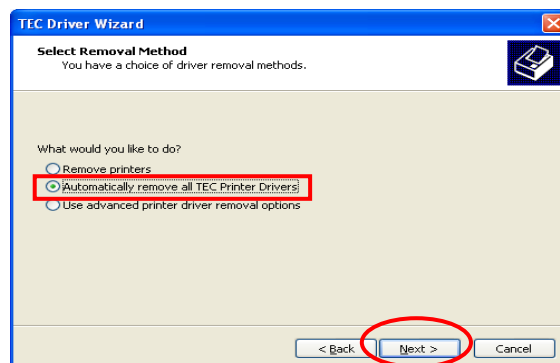 TEC Driver Wizard
Select Removal Method
You have a choice of driver removal methods.
What would you like to do?
Remove printers
Automatically remove all TEC Printer Drivers
Use advanced printer driver removal options
< Back Next > Cancel